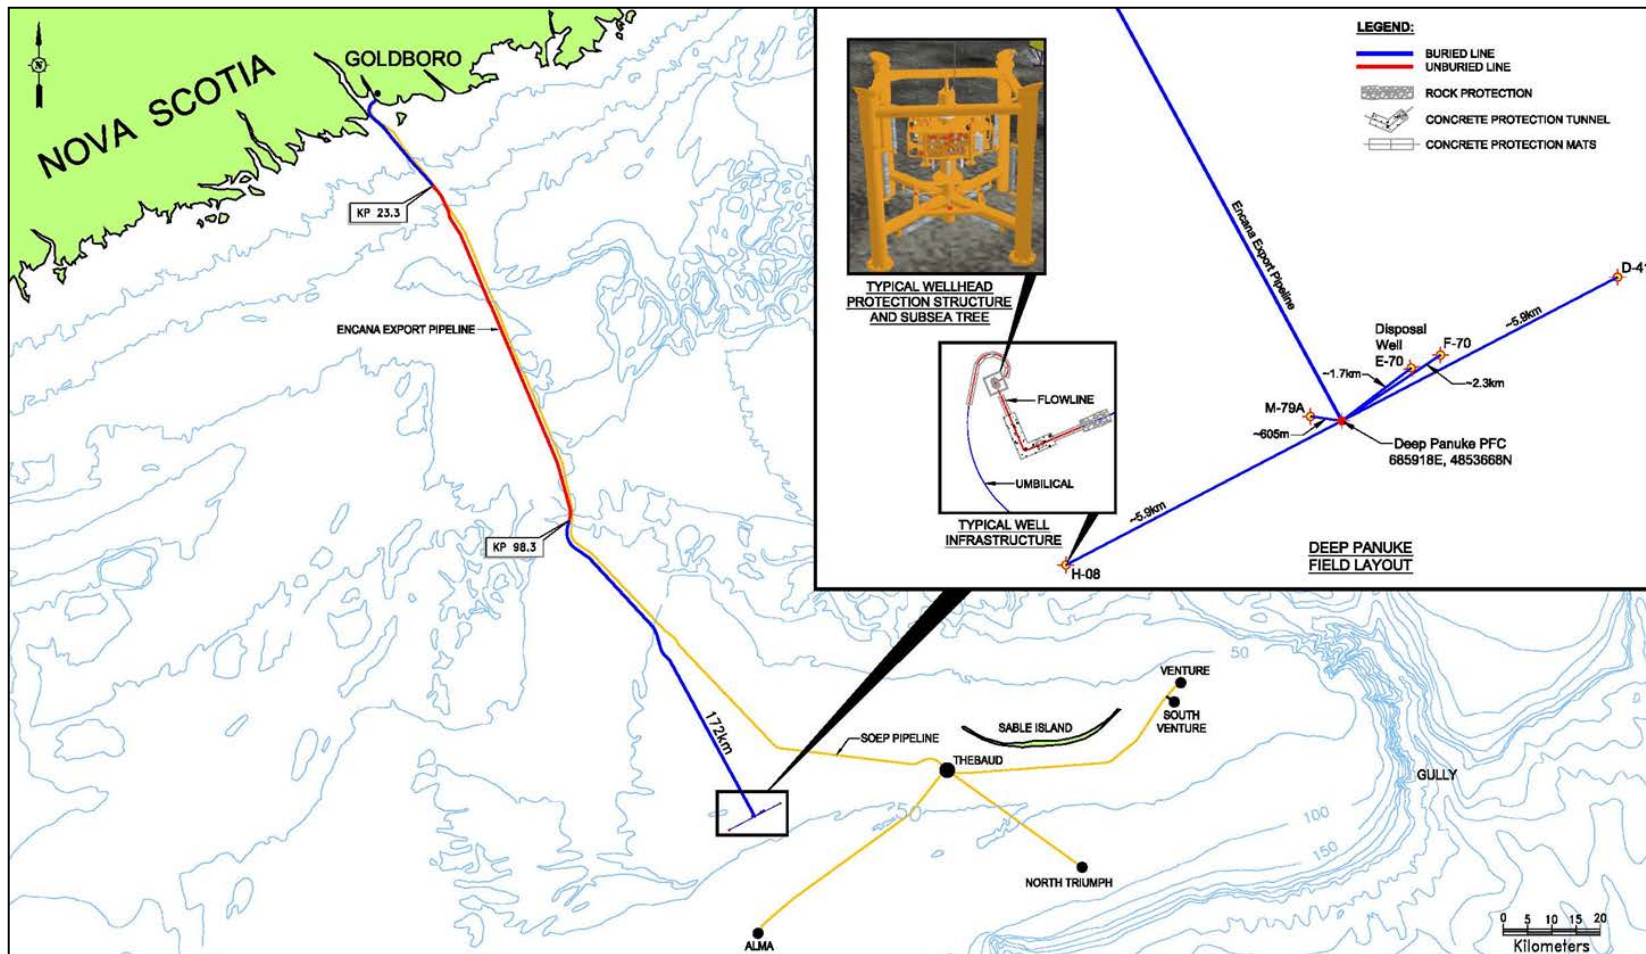 N
NOVA SCOTIA
GOLDBORO
KP 23.3
ENCANA EXPORT PIPELINE
KP 98.3
172km
SOEP PIPELINE
SABLE ISLAND
THEBAUD
VENTURE
SOUTH
VENTURE
GULLY
50
50
100
150
NORTH TRIUMPH
ALMA
0 5 10 15 20
Kilometers
TYPICAL WELLHEAD
PROTECTION STRUCTURE
AND SUBSEA TREE
FLOWLINE
UMBILICAL
TYPICAL WELL
INFRASTRUCTURE
LEGEND:
BURIED LINE
UNBURIED LINE
ROCK PROTECTION
CONCRETE PROTECTION TUNNEL
CONCRETE PROTECTION MATS
Encana Export Pipeline
D-41
~5.9km
Disposal
Well
E-70
F-70
~1.7km
~2.3km
M-79A
~605m
Deep Panuke PFC
685918E, 4853668N
~5.9km
H-08
DEEP PANUKE
FIELD LAYOUT